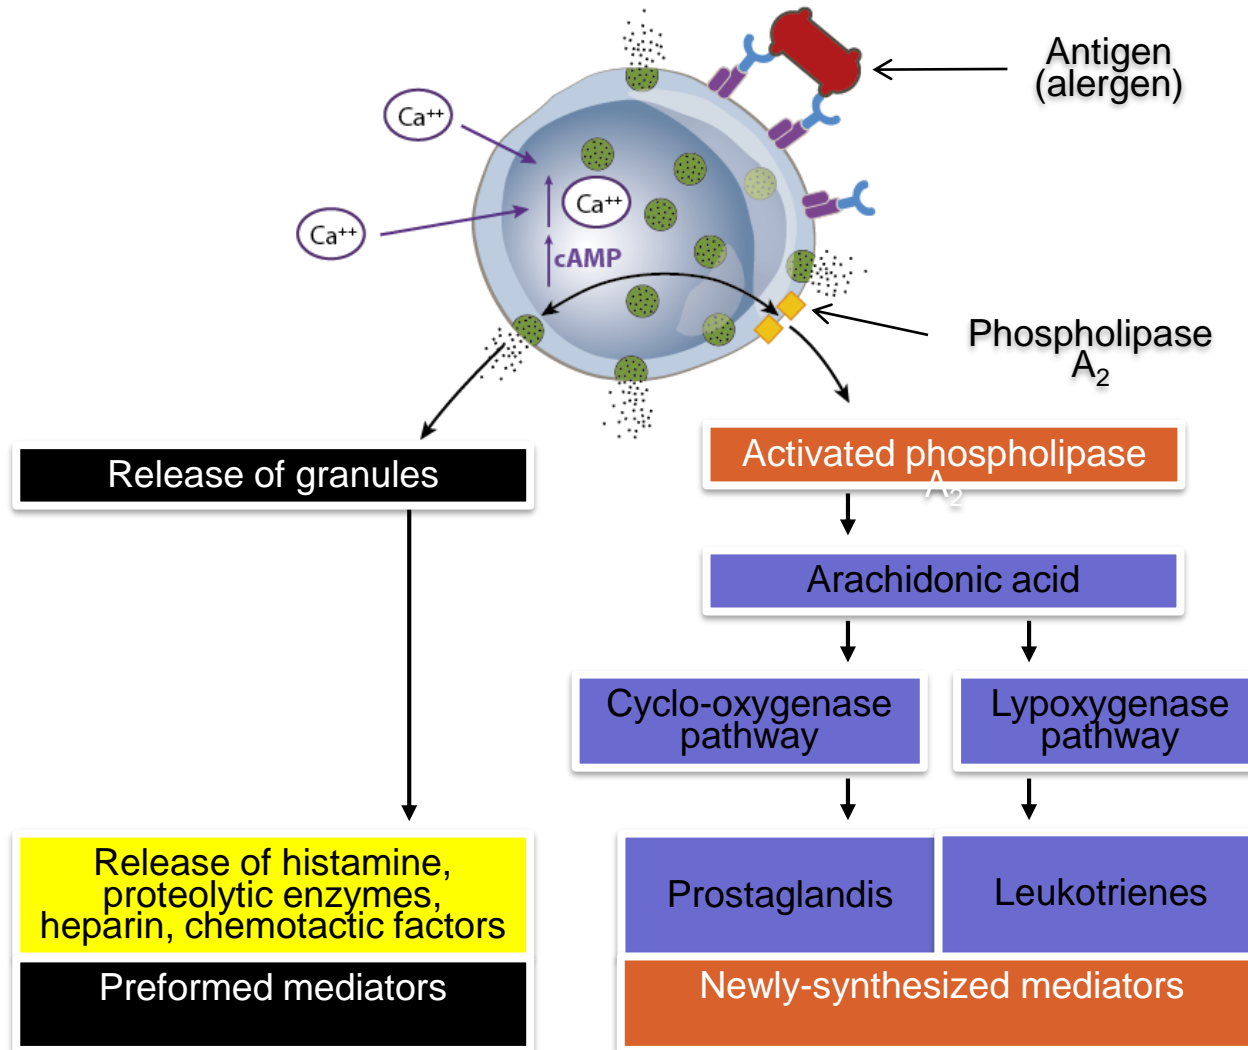 Antigen
(alergen)
Ca⁺⁺
Ca⁺⁺
Ca⁺⁺
cAMP
Phospholipase
A₂
Release of granules
Activated phospholipase
A₂
Arachidonic acid
Cyclo-oxygenase
pathway
Lypoxygenase
pathway
Release of histamine,
proteolytic enzymes,
heparin, chemotactic factors
Prostaglandis
Leukotrienes
Preformed mediators
Newly-synthesized mediators